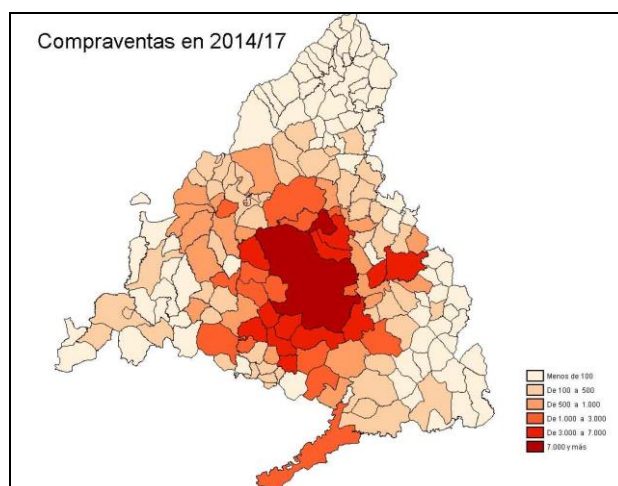 Compraventas en 2014/17
Menos de 100
De 100 a 500
De 500 a 1.000
De 1.000 a 3.000
De 3.000 a 7.000
7.000 y más